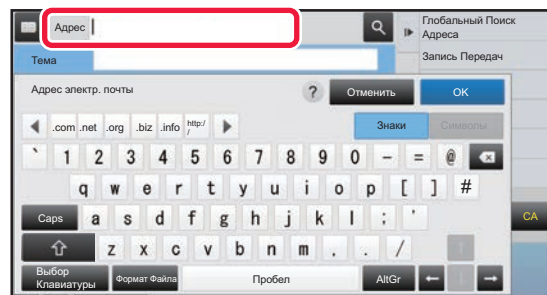 Адрес
Глобальный Поиск
Адреса
Тема
Запись Передач
Адрес электр. почты
?
Отменить
OK
.com .net .org .biz .info http://
Знаки
Символы
` 1 2 3 4 5 6 7 8 9 0 - = @
q w e r t y u i o p [ ] #
Caps a s d f g h j k l ; '
CA
z x c v b n m , . /
Выбор
Клавиатуры
Формат Файла
Пробел
AltGr